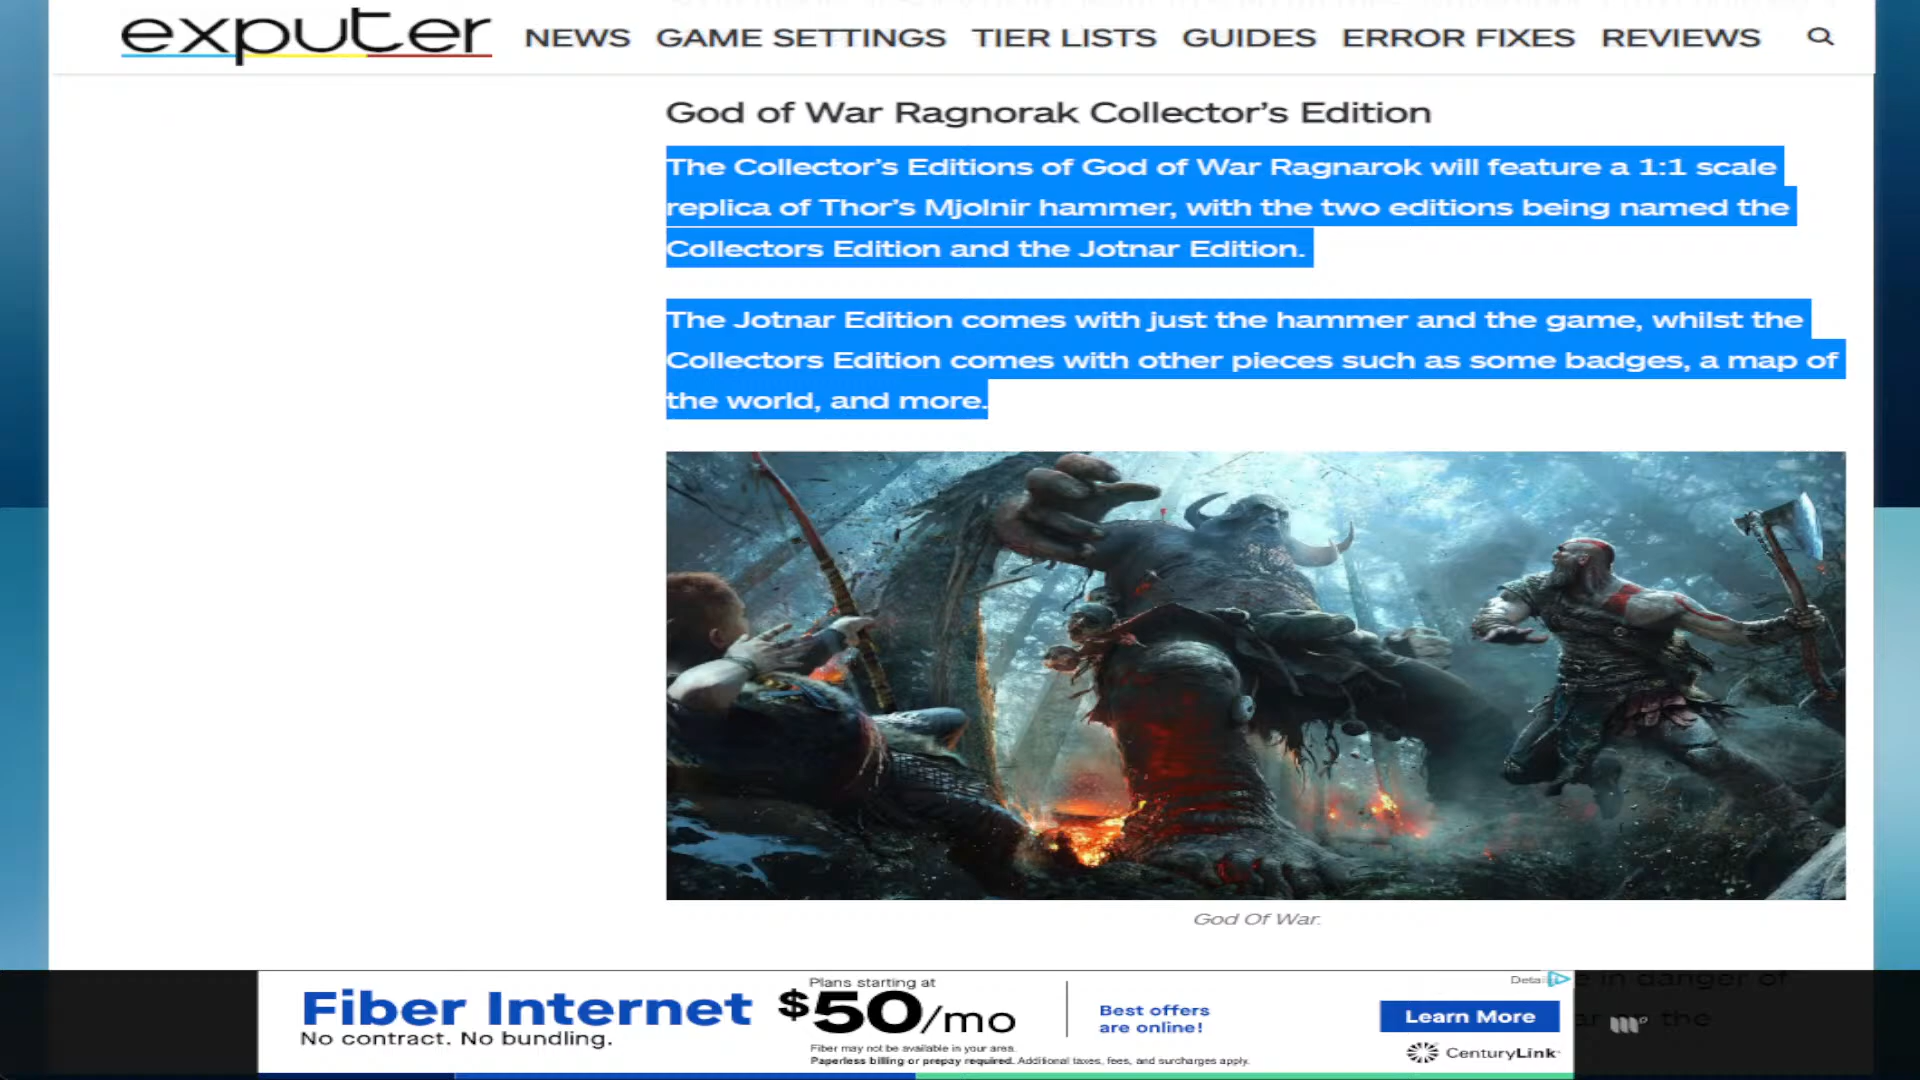 exputer
NEWS GAME SETTINGS TIER LISTS GUIDES ERROR FIXES REVIEWS
God of War Ragnorak Collector's Edition
The Collector's Editions of God of War Ragnarok will feature a 1:1 scale
replica of Thor's Mjolnir hammer, with the two editions being named the
Collectors Edition and the Jotnar Edition.
The Jotnar Edition comes with just the hammer and the game, whilst the
Collectors Edition comes with other pieces such as some badges, a map of
the world, and more.
God Of War.
in danger of
the
Fiber Internet
No contract. No bundling.
Plans starting at
$50/mo
Fiber may not be available in your area.
Paperless billing or prepay required. Additional taxes, fees, and surcharges apply.
Best offers
are online!
Learn More
CenturyLink